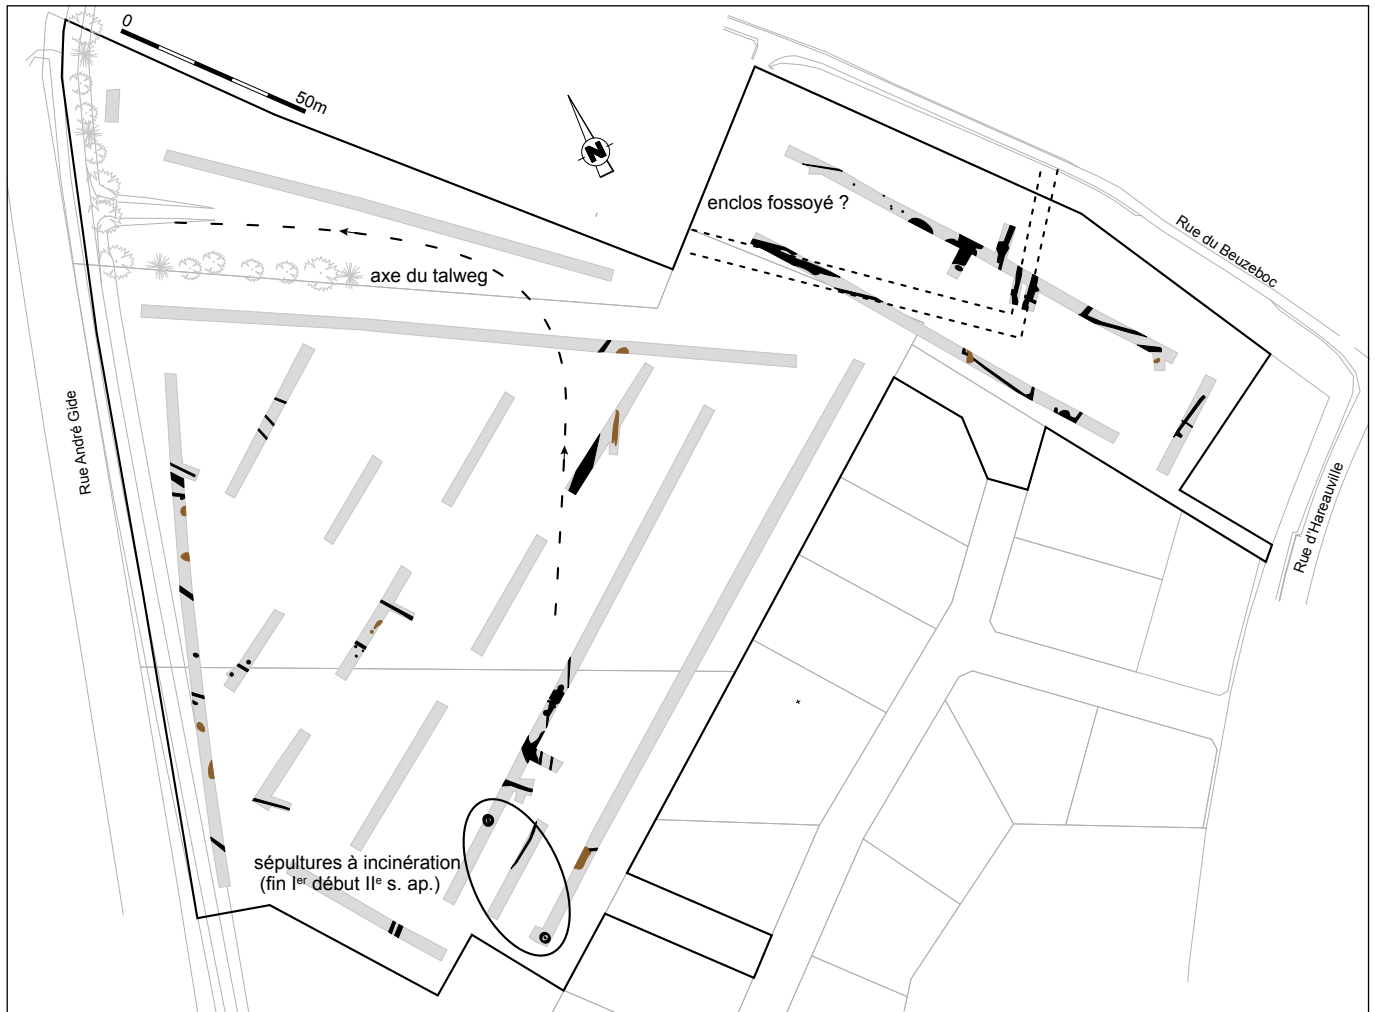 0
50m
N
enclos fossoyé ?
Rue du Beuzeboc
axe du talweg
Rue André Gide
Rue d'Hareauville
sépultures à incinération
(fin Iᵉʳ début IIᵉ s. ap.)